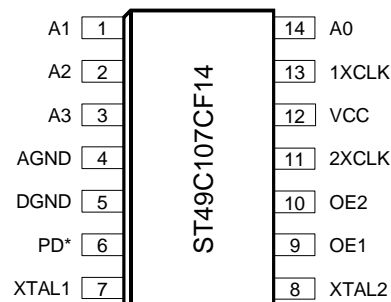 A1 1 14 A0
A2 2 13 1XCLK
A3 3 12 VCC
AGND 4 11 2XCLK
DGND 5 10 OE2
PD* 6 9 OE1
XTAL1 7 8 XTAL2
ST49C107CF14